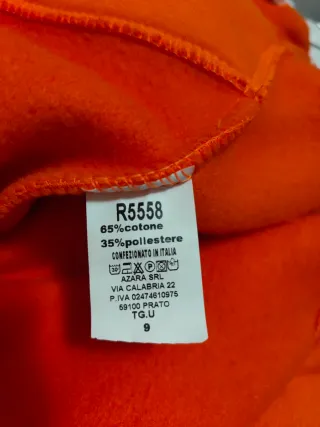 R5558
65%cotone
35%poliestere
CONFEZIONATO IN ITALIA
AZARA SRL
VIA CALABRIA 22
P.IVA 02474610975
59100 PRATO
TG.U
9